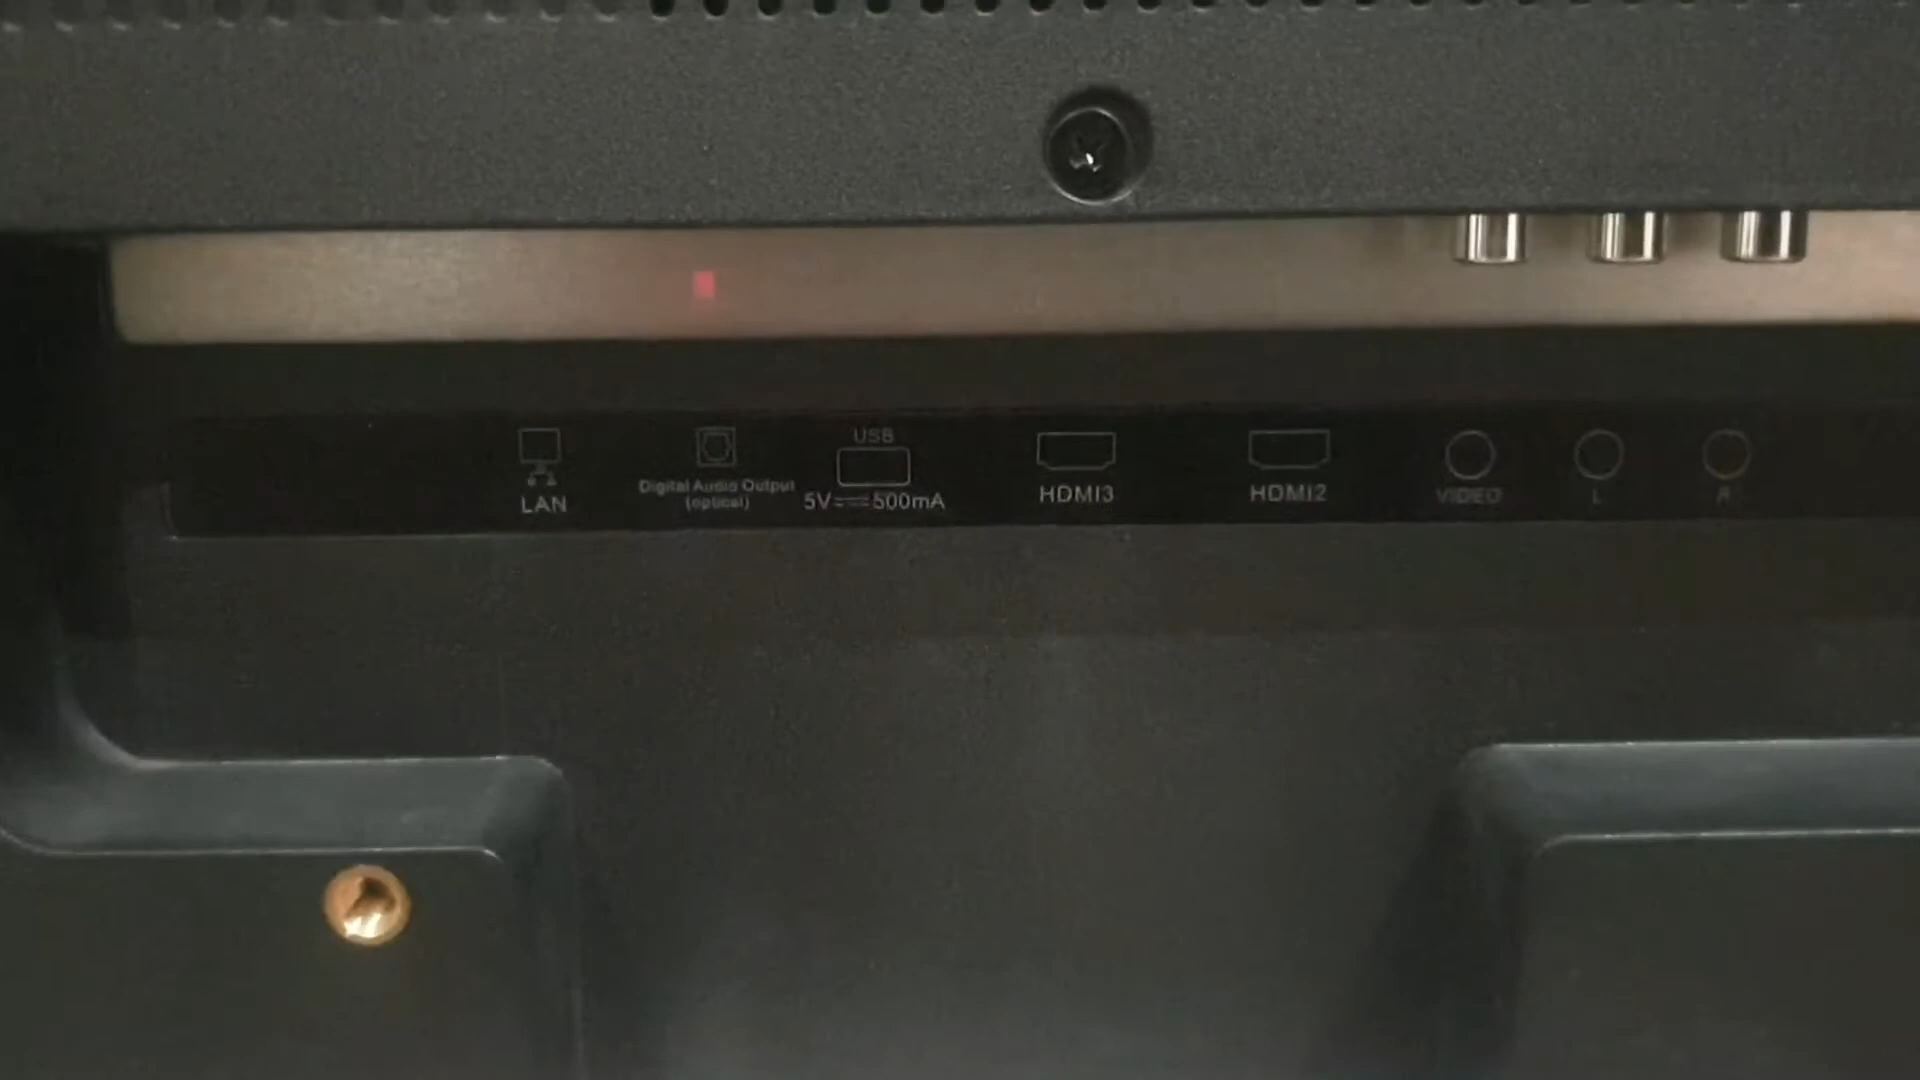 LAN
Digital Audio Output
(optical)
USB
5V⎓500mA
HDMI3
HDMI2
VIDEO
L
R